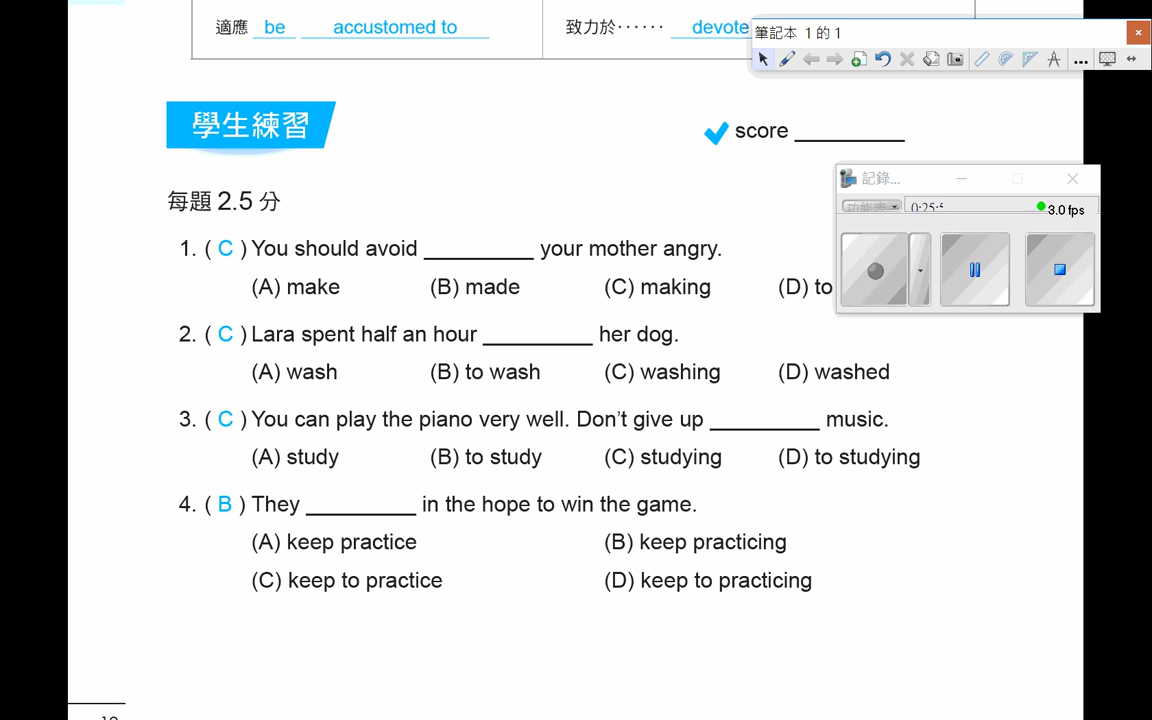 適應 be accustomed to 致力於‧‧‧‧‧‧ devote
筆記本 1 的 1
學生練習
score
記錄...
3.0 fps
每題 2.5 分
1. ( C ) You should avoid _________ your mother angry.
(A) make (B) made (C) making (D) to
2. ( C ) Lara spent half an hour _________ her dog.
(A) wash (B) to wash (C) washing (D) washed
3. ( C ) You can play the piano very well. Don't give up _________ music.
(A) study (B) to study (C) studying (D) to studying
4. ( B ) They _________ in the hope to win the game.
(A) keep practice (B) keep practicing
(C) keep to practice (D) keep to practicing